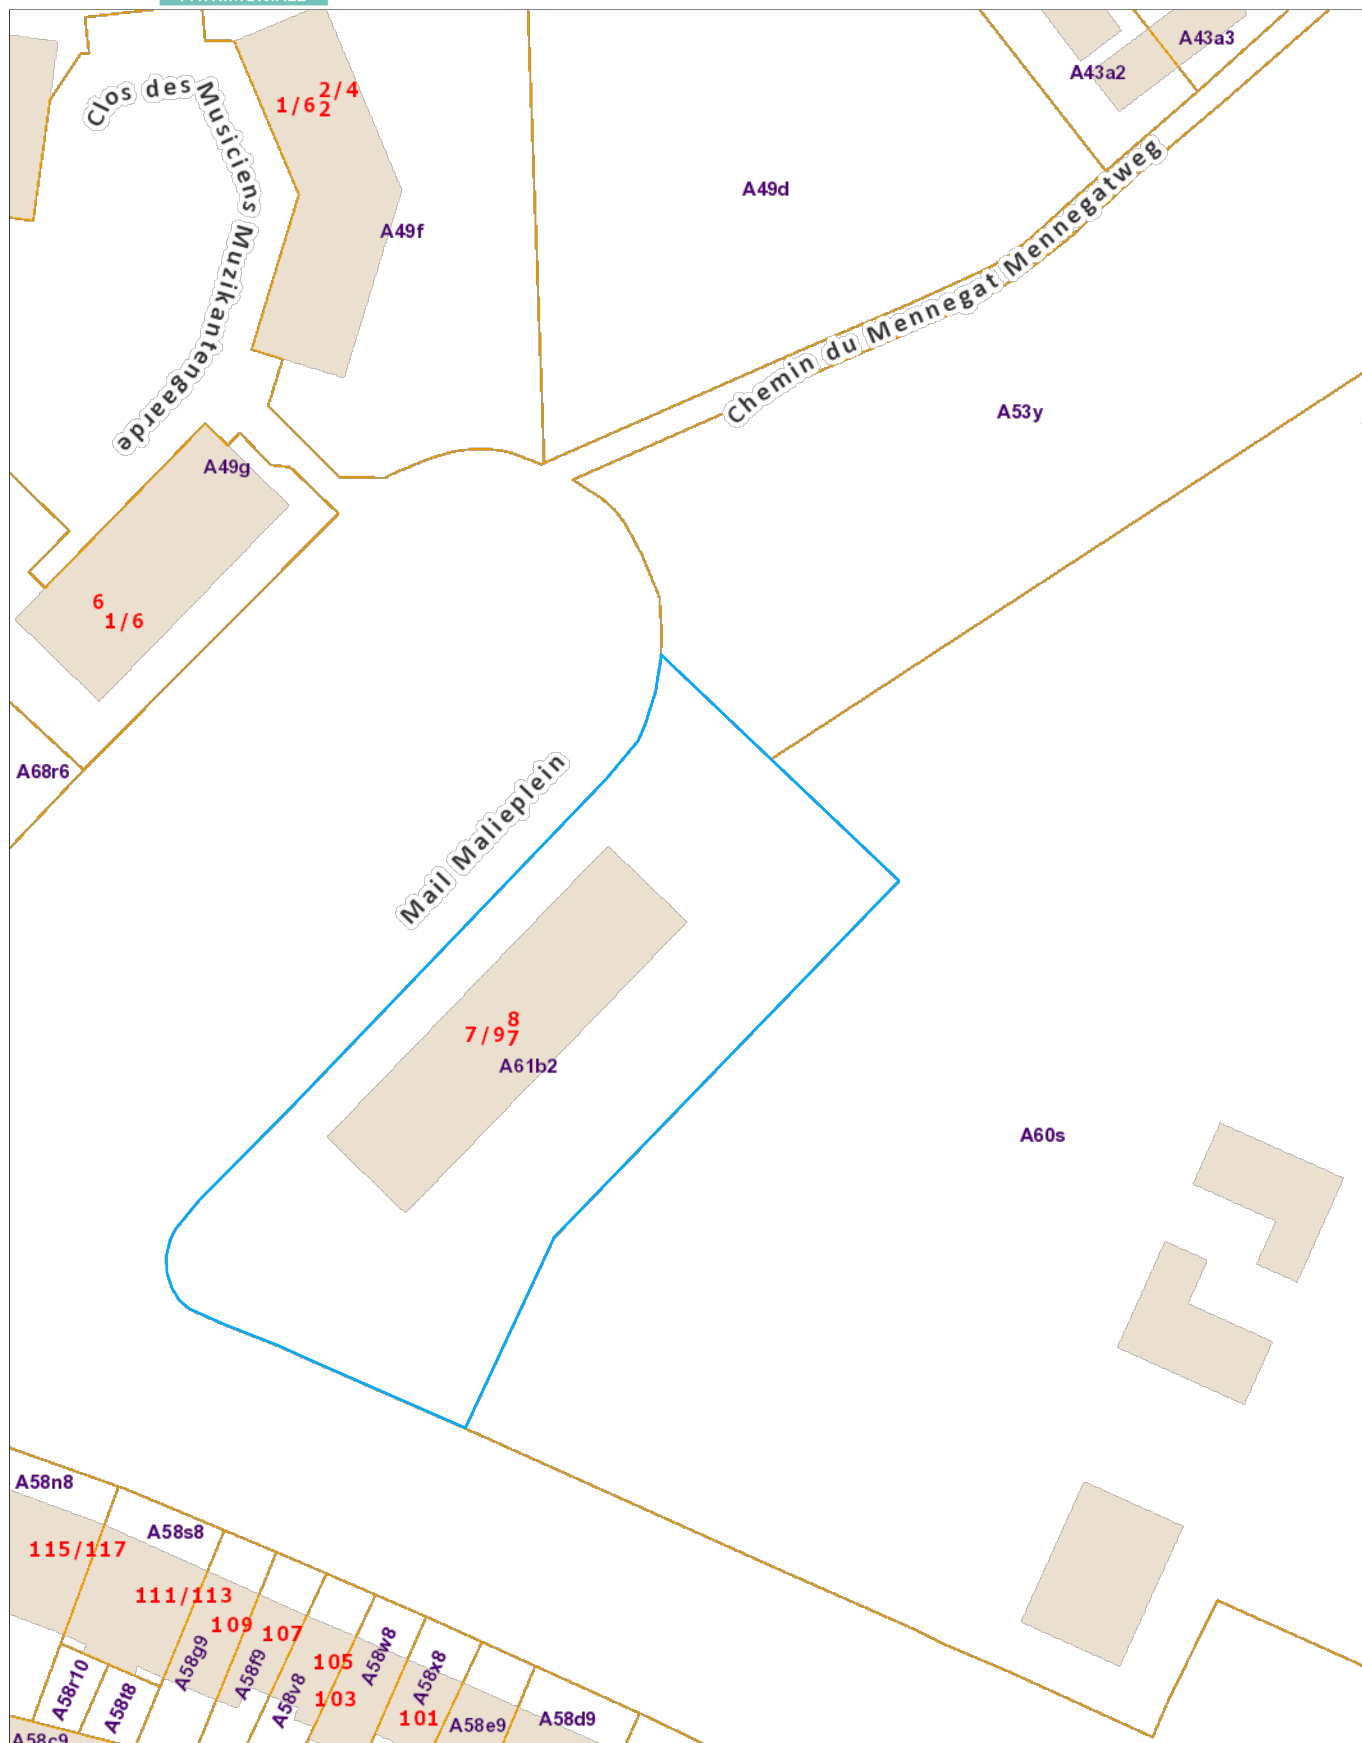 A43a3
A43a2
Clos des Musiciens Muzikantengaarde
2/4
1/6 2
A49d
A49f
Chemin du Mennegat Mennegatweg
A53y
A49g
6
1/6
A68r6
Mail Malieplein
8
7/9 7
A61b2
A60s
A58n8
A58s8
115/117
111/113
109
107
105
103
101
A58g9
A58f9
A58v8
A58w8
A58x8
A58r10
A58t8
A58e9
A58d9
A58c9